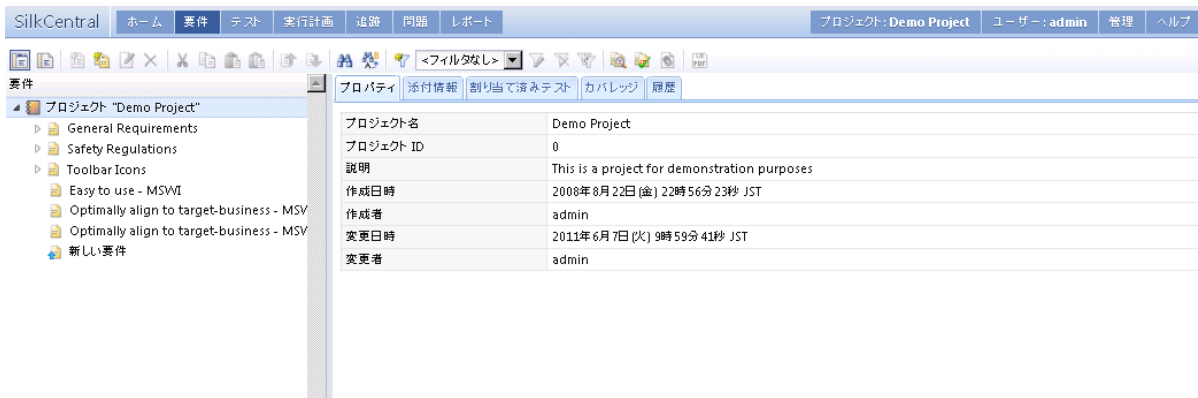 SilkCentral ホーム 要件 テスト 実行計画 追跡 問題 レポート プロジェクト: Demo Project ユーザー: admin 管理 ヘルプ
<フィルタなし>
要件
プロジェクト "Demo Project"
General Requirements
Safety Regulations
Toolbar Icons
Easy to use - MSWI
Optimally align to target-business - MSV
Optimally align to target-business - MSV
新しい要件
プロパティ 添付情報 割り当て済みテスト カバレッジ 履歴
プロジェクト名 Demo Project
プロジェクト ID 0
説明 This is a project for demonstration purposes
作成日時 2008年8月22日(金) 22時56分23秒 JST
作成者 admin
変更日時 2011年6月7日(火) 9時59分41秒 JST
変更者 admin